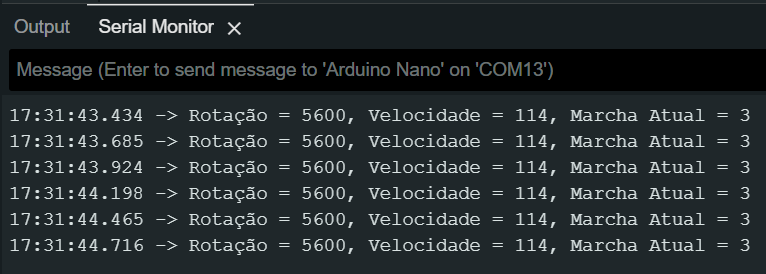 Output Serial Monitor ×
Message (Enter to send message to 'Arduino Nano' on 'COM13')
17:31:43.434 -> Rotação = 5600, Velocidade = 114, Marcha Atual = 3
17:31:43.685 -> Rotação = 5600, Velocidade = 114, Marcha Atual = 3
17:31:43.924 -> Rotação = 5600, Velocidade = 114, Marcha Atual = 3
17:31:44.198 -> Rotação = 5600, Velocidade = 114, Marcha Atual = 3
17:31:44.465 -> Rotação = 5600, Velocidade = 114, Marcha Atual = 3
17:31:44.716 -> Rotação = 5600, Velocidade = 114, Marcha Atual = 3